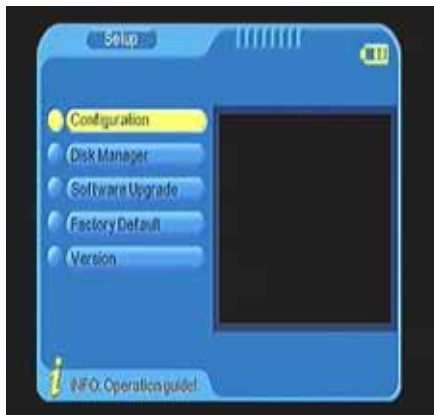 Setup
Configuration
Disk Manager
Software Upgrade
Factory Default
Version
INFO: Operation guide!